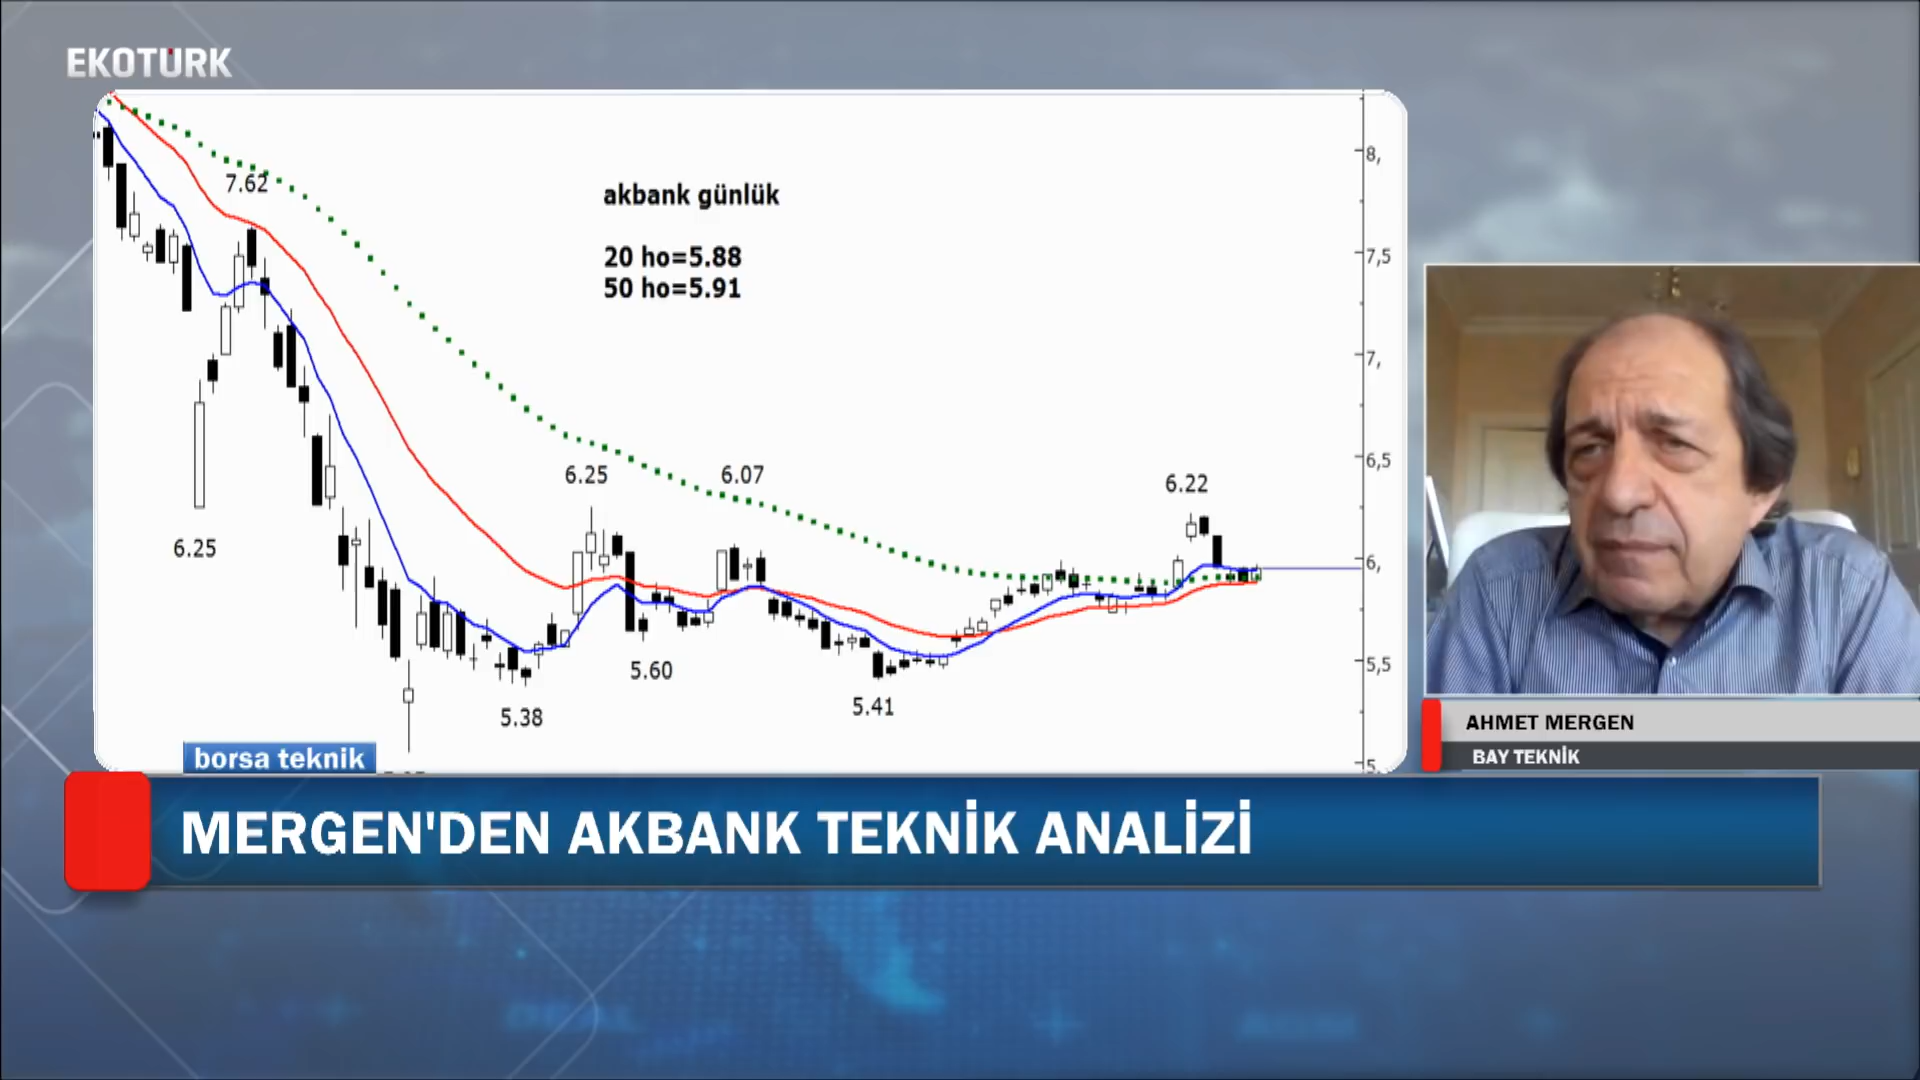 EKOTÜRK
8,
7.62
akbank günlük
7,5
20 ho=5.88
50 ho=5.91
7,
6,5
6.25
6.07
6.22
6.25
6,
5.60
5,5
5.38
5.41
5,
borsa teknik
AHMET MERGEN
BAY TEKNİK
MERGEN'DEN AKBANK TEKNİK ANALİZİ